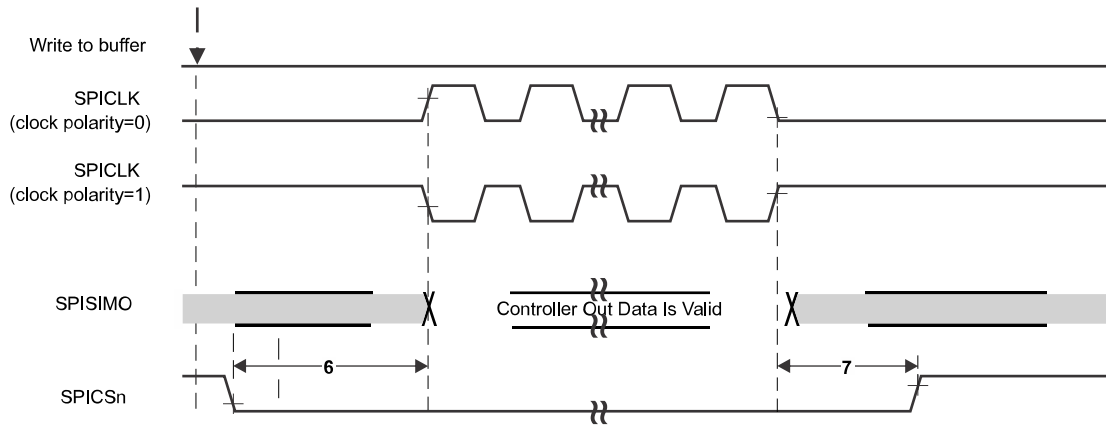 Write to buffer
SPICLK
(clock polarity=0)
SPICLK
(clock polarity=1)
SPISIMO
Controller Out Data Is Valid
6
7
SPICSn